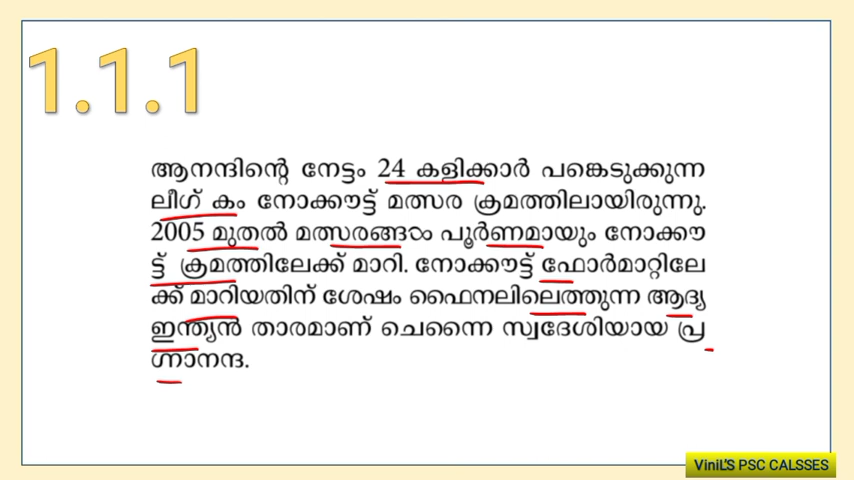 1.1.1
ആനന്ദിന്റെ നേട്ടം 24 കളിക്കാർ പങ്കെടുക്കുന്ന
ലീഗ് കം നോക്കൗട്ട് മത്സര ക്രമത്തിലായിരുന്നു.
2005 മുതൽ മത്സരങ്ങൾ പൂർണമായും നോക്കൗ
ട്ട് ക്രമത്തിലേക്ക് മാറി. നോക്കൗട്ട് ഫോർമാറ്റിലേ
ക്ക് മാറിയതിന് ശേഷം ഫൈനലിലെത്തുന്ന ആദ്യ
ഇന്ത്യൻ താരമാണ് ചെന്നൈ സ്വദേശിയായ പ്ര
ഗ്നാനന്ദ.
ViniL'S PSC CALSSES